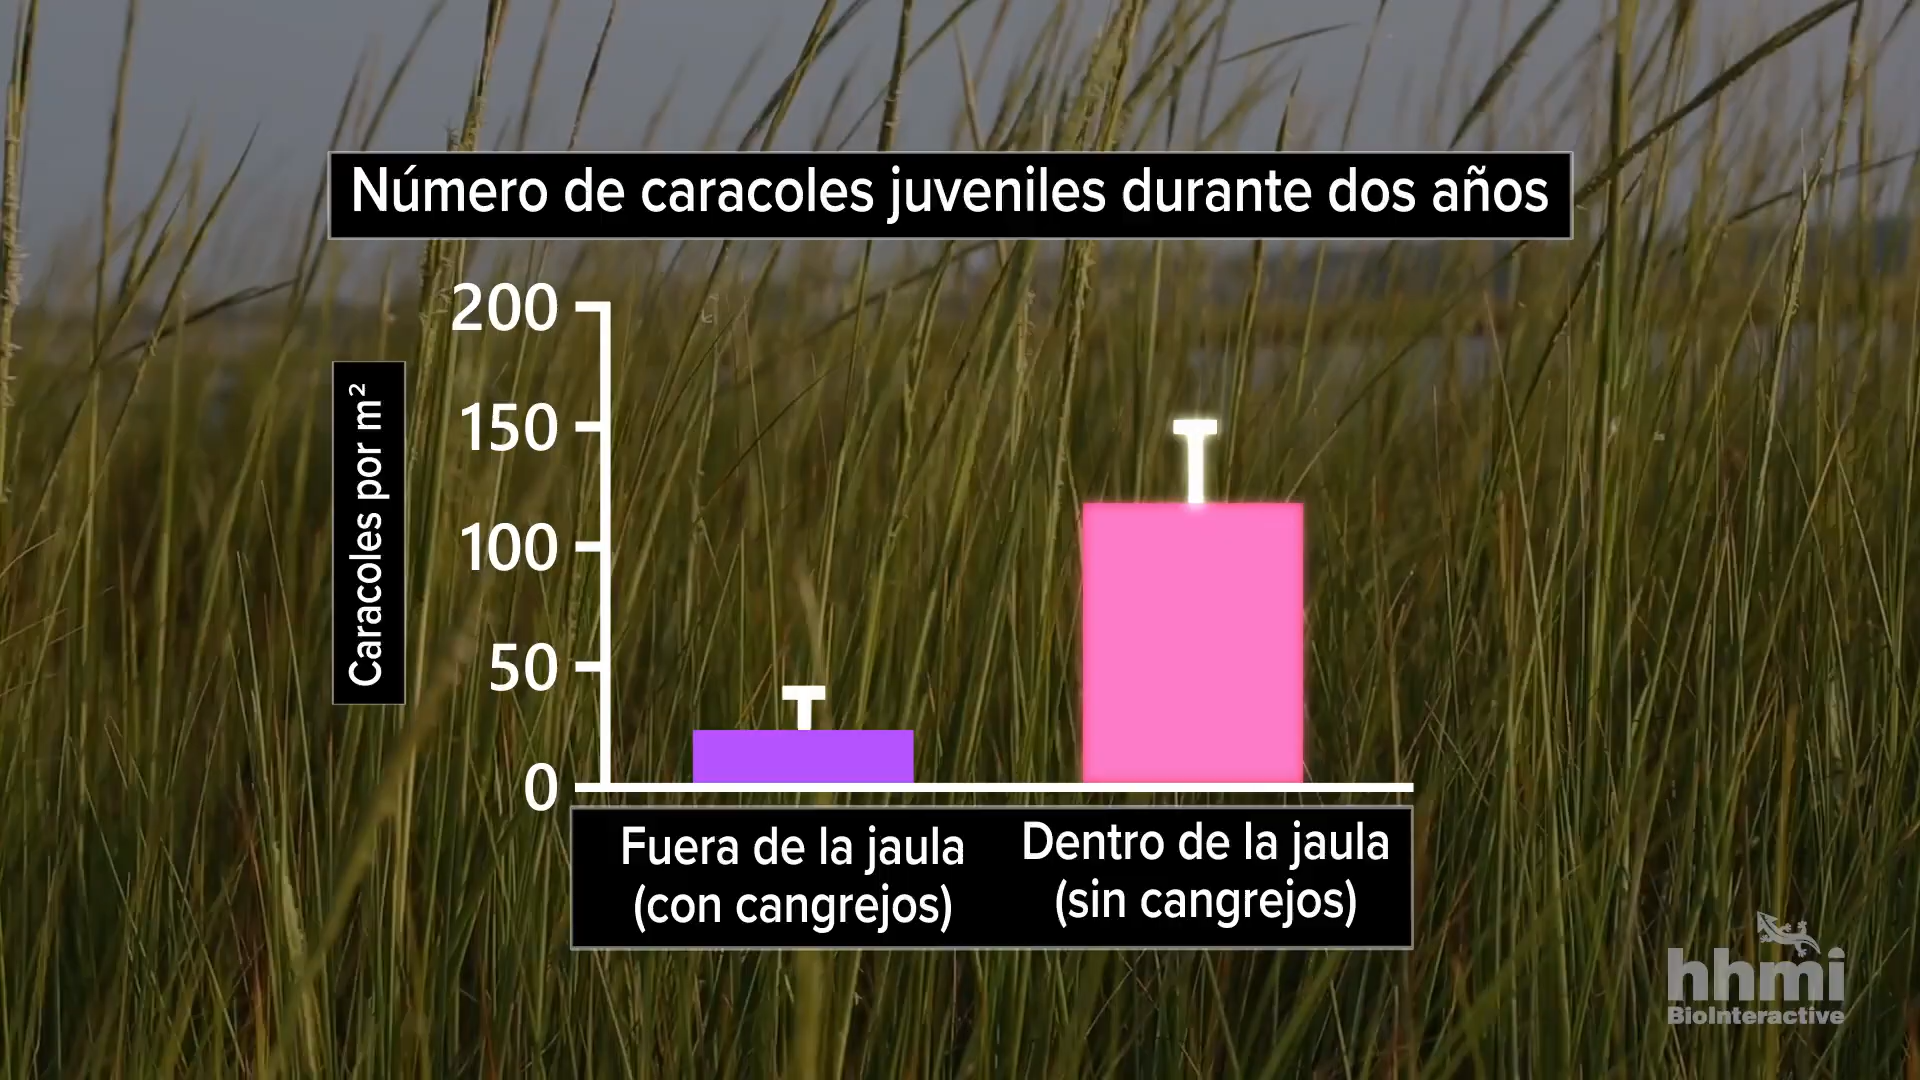 Número de caracoles juveniles durante dos años
Caracoles por m²
200
150
100
50
0
Fuera de la jaula
(con cangrejos)
Dentro de la jaula
(sin cangrejos)
hhmi
BioInteractive